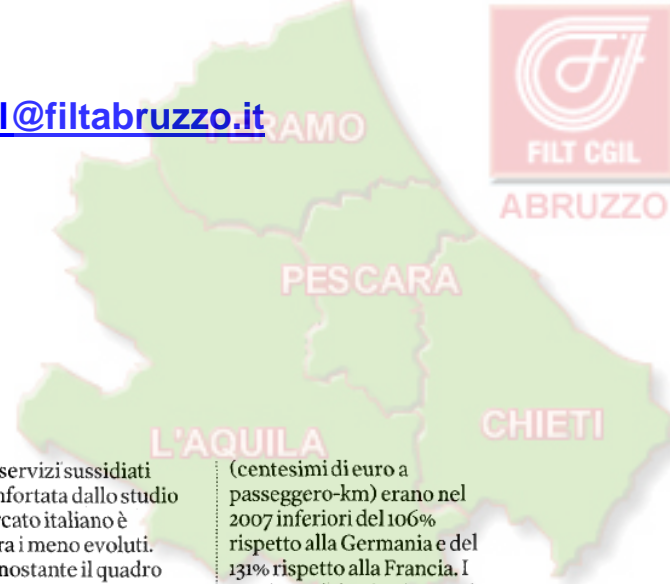 l@filtabruzzo.it
FILT CGIL
ABRUZZO
TERAMO
PESCARA
L'AQUILA
CHIETI
servizi sussidiati
nfortata dallo studio
cato italiano è
ra i meno evoluti.
nostante il quadro
(centesimi di euro a
passeggero-km) erano nel
2007 inferiori del 106%
rispetto alla Germania e del
131% rispetto alla Francia. I